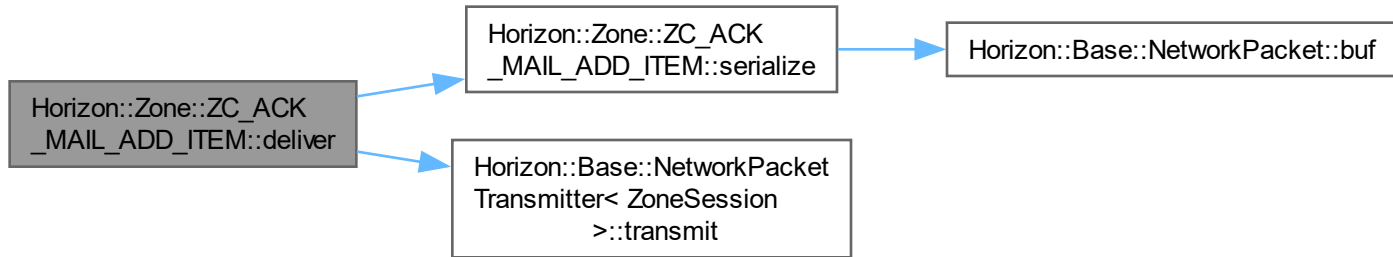 Horizon::Zone::ZC_ACK
_MAIL_ADD_ITEM::deliver
Horizon::Zone::ZC_ACK
_MAIL_ADD_ITEM::serialize
Horizon::Base::NetworkPacket::buf
Horizon::Base::NetworkPacket
Transmitter< ZoneSession
>::transmit